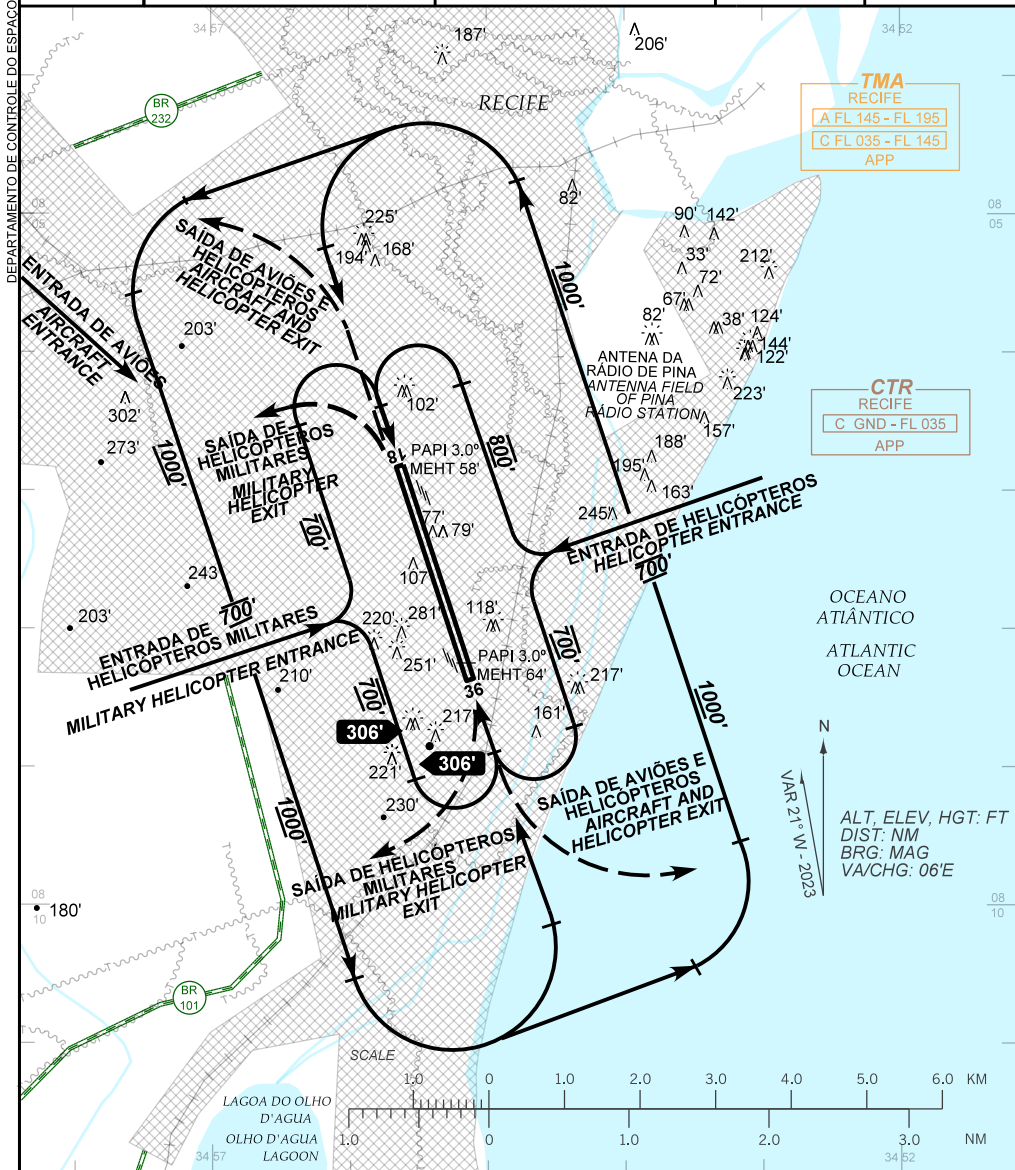 DEPARTAMENTO DE CONTROLE DO ESPAÇO
34 57
34 52
187'
206'
BR
232
RECIFE
TMA
RECIFE
A FL 145 - FL 195
C FL 035 - FL 145
APP
82'
08
05
08
05
90'
142'
225'
194'
168'
SAÍDA DE AVIÕES E
HELICÓPTEROS
AIRCRAFT AND
HELICOPTER EXIT
33'
212'
72'
67'
ENTRADA DE AVIÕES
AIRCRAFT
ENTRANCE
1000'
203'
82'
38'
124'
144'
122'
ANTENA DA
RÁDIO DE PINA
ANTENNA FIELD
OF PINA
RÁDIO STATION
223'
302'
102'
CTR
RECIFE
C GND - FL 035
APP
157'
273'
1000'
SAÍDA DE
HELICÓPTEROS
MILITARES
MILITARY
HELICOPTER
EXIT
800'
18
PAPI 3.0º
MEHT 58'
188'
195'
163'
700'
77'
79'
245'
ENTRADA DE HELICÓPTEROS
HELICOPTER ENTRANCE
700'
107
243
203'
700'
ENTRADA DE
HELICÓPTEROS MILITARES
MILITARY HELICOPTER ENTRANCE
220'
281'
251'
118'
700'
OCEANO
ATIÂNTICO
ATLANTIC
OCEAN
PAPI 3.0º
MEHT 64'
36
210'
700'
217'
1000'
306'
217'
161'
306'
221'
N
VAR 21° W - 2023
SAÍDA DE AVIÕES E
HELICÓPTEROS
AIRCRAFT AND
HELICOPTER EXIT
1000'
230'
ALT, ELEV, HGT: FT
DIST: NM
BRG: MAG
VA/CHG: 06'E
SAÍDA DE HELICÓPTEROS
MILITARES
MILITARY HELICOPTER
EXIT
08
10
08
10
180'
BR
101
SCALE
1.0
0
1.0
2.0
3.0
4.0
5.0
6.0
KM
LAGOA DO OLHO
D'AGUA
OLHO D'AGUA
LAGOON
1.0
0
1.0
2.0
3.0
NM
34 57
34 52